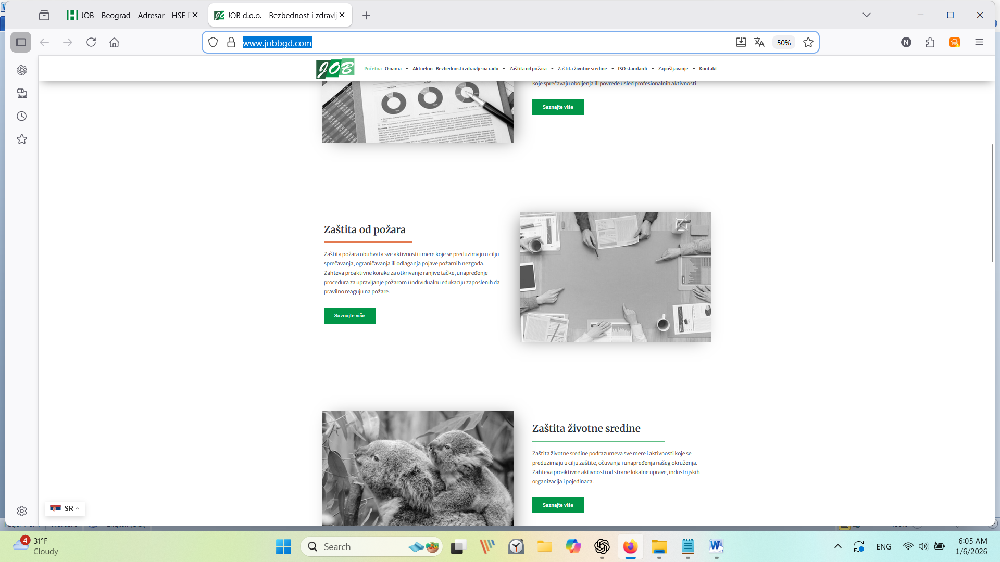 JOB - Beograd - Adresar - HSE
JOB d.o.o. - Bezbednost i zdravlj
www.jobbgd.com
50%
N
JOB
Početna
O nama
Aktuelno
Bezbednost i zdravlje na radu
Zaštita od požara
Zaštita životne sredine
ISO standardi
Zapošljavanje
Kontakt
koje sprečavaju oboljenja ili povrede usled profesionalnih aktivnosti.
Saznajte više
Zaštita od požara
Zaštita požara obuhvata sve aktivnosti i mere koje se preduzimaju u cilju
sprečavanja, ograničavanja ili odlaganja pojave požarnih nezgoda.
Zahteva proaktivne korake za otkrivanje ranjive tačke, unapređenje
procedura za upravljanje požarom i individualnu edukaciju zaposlenih da
pravilno reaguju na požare.
Saznajte više
Zaštita životne sredine
Zaštita životne sredine podrazumeva sve mere i aktivnosti koje se
preduzimaju u cilju zaštite, očuvanja i unapređenja našeg okruženja.
Zahteva proaktivne aktivnosti od strane lokalne uprave, industrijskih
organizacija i pojedinaca.
Saznajte više
SR
4
31°F
Cloudy
Search
ENG
6:05 AM
1/6/2026